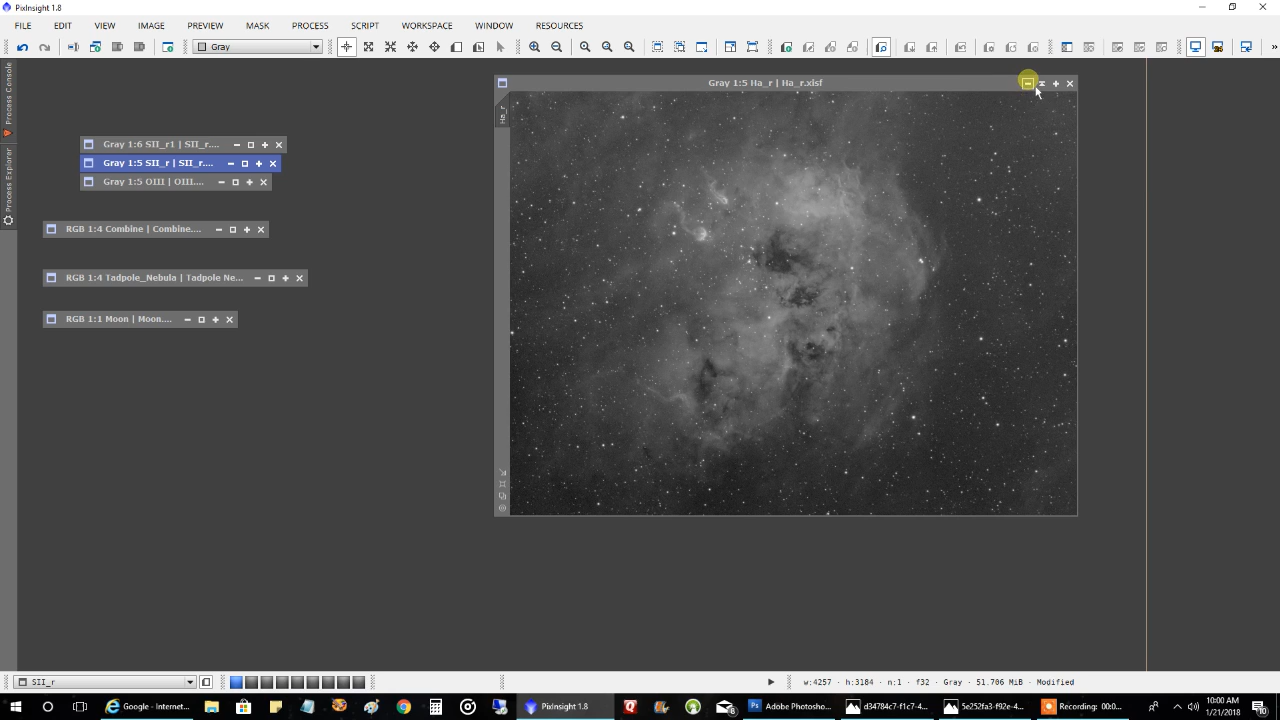 PixInsight 1.8
FILE EDIT VIEW IMAGE PREVIEW MASK PROCESS SCRIPT WORKSPACE WINDOW RESOURCES
Gray
Process Console
Process Explorer
Gray 1:5 Ha_r | Ha_r.xisf
Ha_r
Gray 1:6 SII_r1 | SII_r....
Gray 1:5 SII_r | SII_r....
Gray 1:5 OIII | OIII....
RGB 1:4 Combine | Combine....
RGB 1:4 Tadpole_Nebula | Tadpole Ne...
RGB 1:1 Moon | Moon....
SII_r
w:4257 · h:3184 · n:1 · f32 · Gray · 51.706 MiB · Modified
Google - Internet...
PixInsight 1.8
6
Adobe Photosho...
d34784c7-f1c7-4...
5e252fa3-f92e-4...
Recording: 00:0...
10:00 AM
1/21/2018
10